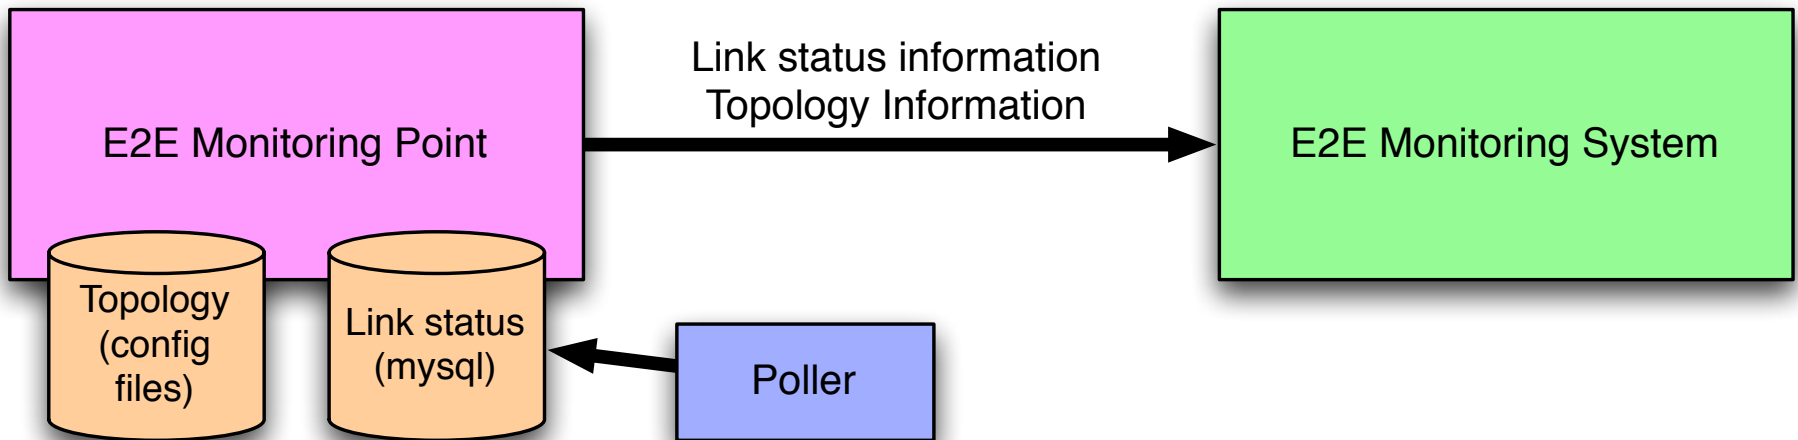 Link status information
Topology Information
E2E Monitoring Point
E2E Monitoring System
Topology
(config
files)
Link status
(mysql)
Poller